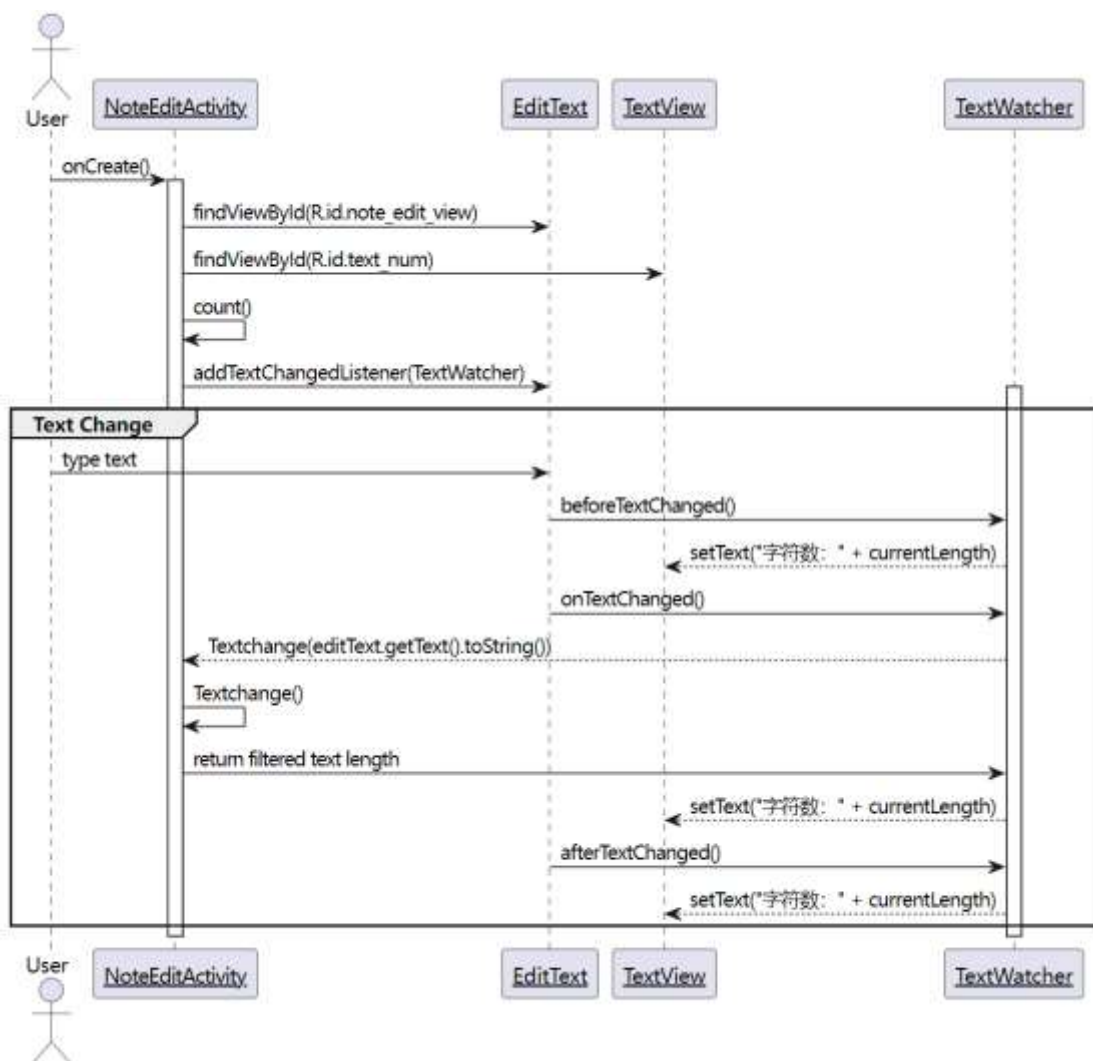 User
NoteEditActivity
EditText
TextView
TextWatcher
onCreate()
findViewById(R.id.note_edit_view)
findViewById(R.id.text_num)
count()
addTextChangedListener(TextWatcher)
Text Change
type text
beforeTextChanged()
setText("字符数: " + currentLength)
onTextChanged()
Textchange(editText.getText().toString())
Textchange()
return filtered text length
setText("字符数: " + currentLength)
afterTextChanged()
setText("字符数: " + currentLength)
User
NoteEditActivity
EditText
TextView
TextWatcher